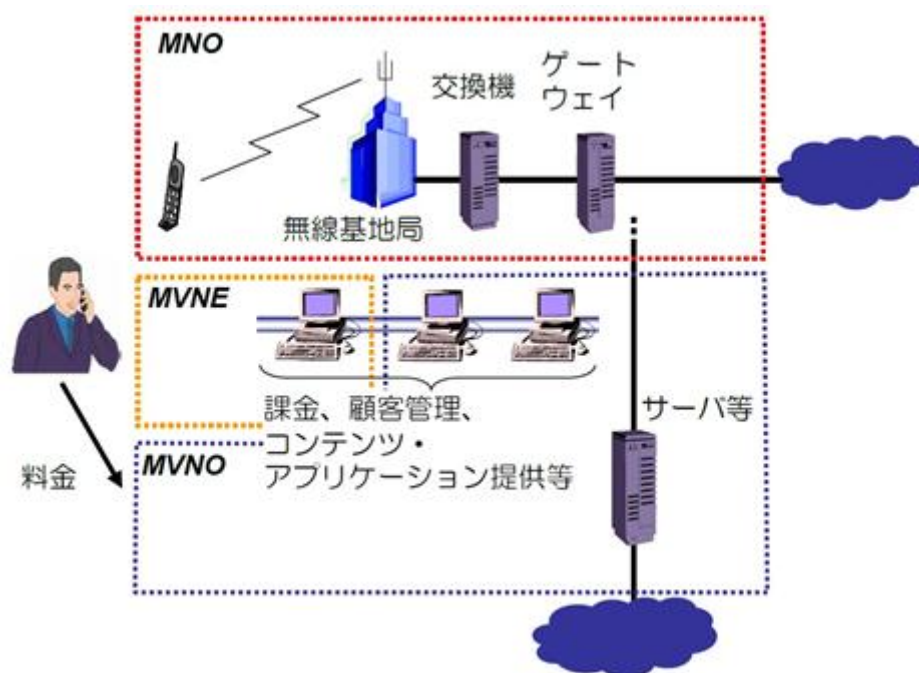 MNO
交換機
ゲート
ウェイ
無線基地局
MVNE
課金、顧客管理、
コンテンツ・
アプリケーション提供等
サーバ等
MVNO
料金